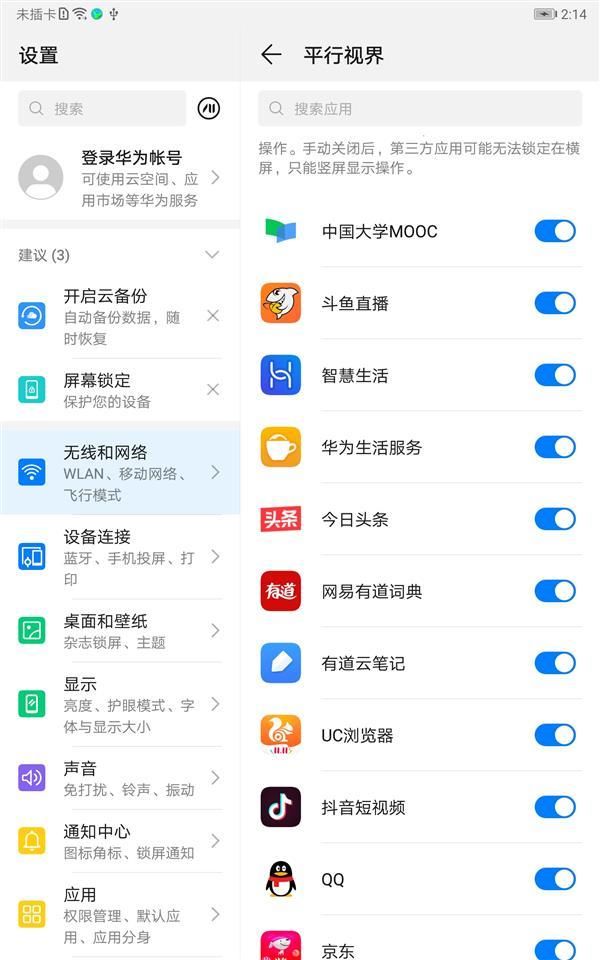 未插卡
2:14
设置
搜索
登录华为帐号
可使用云空间、应
用市场等华为服务
建议 (3)
开启云备份
自动备份数据，随
时恢复
屏幕锁定
保护您的设备
无线和网络
WLAN、移动网络、
飞行模式
设备连接
蓝牙、手机投屏、打
印
桌面和壁纸
杂志锁屏、主题
显示
亮度、护眼模式、字
体与显示大小
声音
免打扰、铃声、振动
通知中心
图标角标、锁屏通知
应用
权限管理、默认应
用、应用分身
平行视界
搜索应用
操作。手动关闭后，第三方应用可能无法锁定在横
屏，只能竖屏显示操作。
中国大学MOOC
斗鱼直播
智慧生活
华为生活服务
头条
今日头条
有道
网易有道词典
有道云笔记
11.11
UC浏览器
抖音短视频
QQ
京东